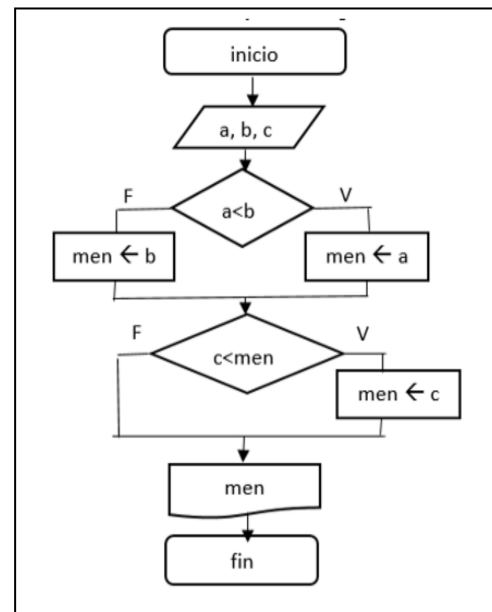 inicio
a, b, c
F
V
a<b
men ← b
men ← a
F
V
c<men
men ← c
men
fin